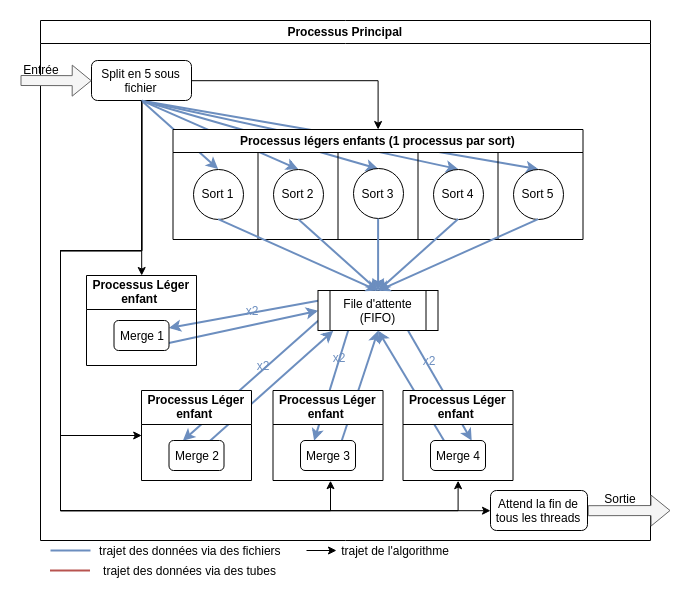 Processus Principal
Entrée
Split en 5 sous
fichier
Processus légers enfants (1 processus par sort)
Sort 1
Sort 2
Sort 3
Sort 4
Sort 5
Processus Léger
enfant
Merge 1
x2
File d'attente
(FIFO)
x2
x2
x2
Processus Léger
enfant
Merge 2
Processus Léger
enfant
Merge 3
Processus Léger
enfant
Merge 4
Attend la fin de
tous les threads
Sortie
trajet des données via des fichiers
trajet de l'algorithme
trajet des données via des tubes